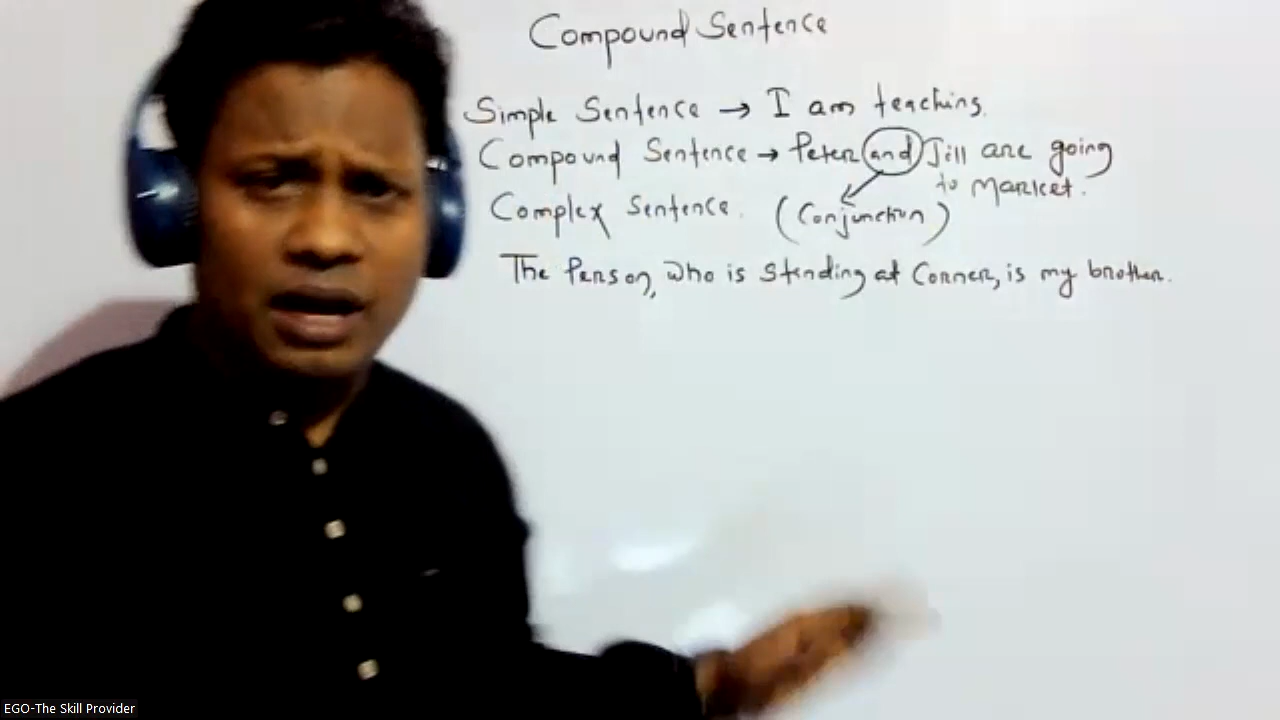 Compound Sentence
Simple Sentence → I am teaching.
Compound Sentence → Peter and Jill are going
to Market.
Complex Sentence. (Conjunction)
The Person, who is standing at Corner, is my brother.
EGO-The Skill Provider